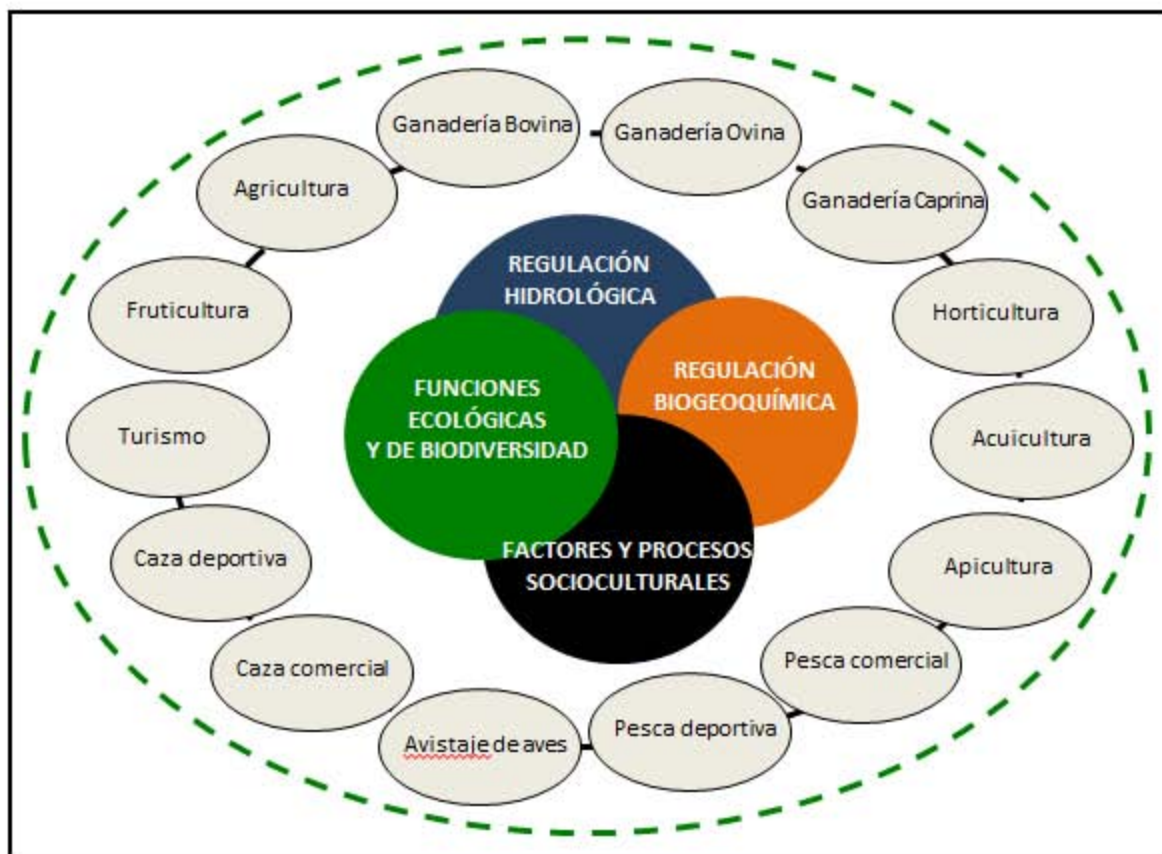 Ganadería Bovina
Ganadería Ovina
Agricultura
Ganadería Caprina
Fruticultura
Horticultura
Turismo
Acuicultura
Caza deportiva
Apicultura
Caza comercial
Pesca comercial
Avistaje de aves
Pesca deportiva
REGULACIÓN
HIDROLÓGICA
REGULACIÓN
BIOGEOQUÍMICA
FUNCIONES
ECOLÓGICAS
Y DE BIODIVERSIDAD
FACTORES Y PROCESOS
SOCIOCULTURALES